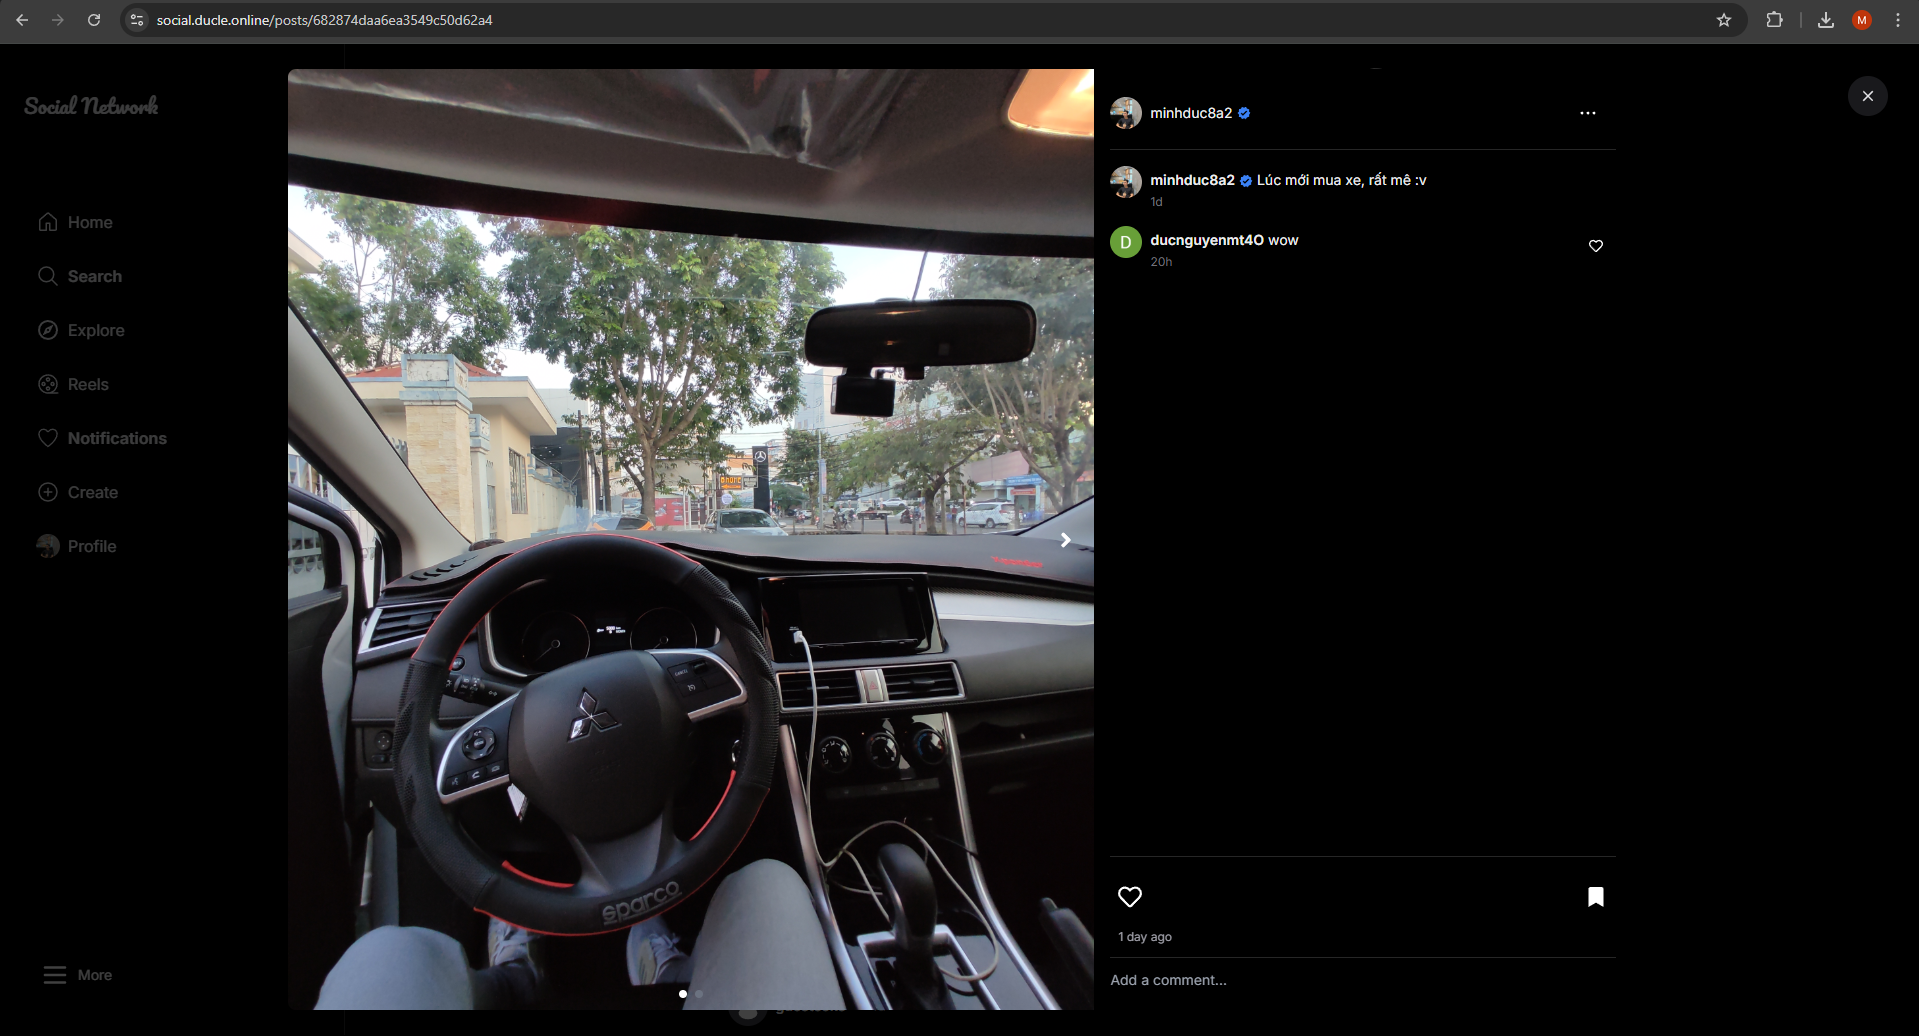 social.ducle.online/posts/682874daa6ea3549c50d62a4
M
Social Network
Home
Search
Explore
Reels
Notifications
Create
Profile
More
sparco
minhduc8a2
minhduc8a2 Lúc mới mua xe, rất mê :v
1d
D
ducnguyenmt4O wow
20h
1 day ago
Add a comment...